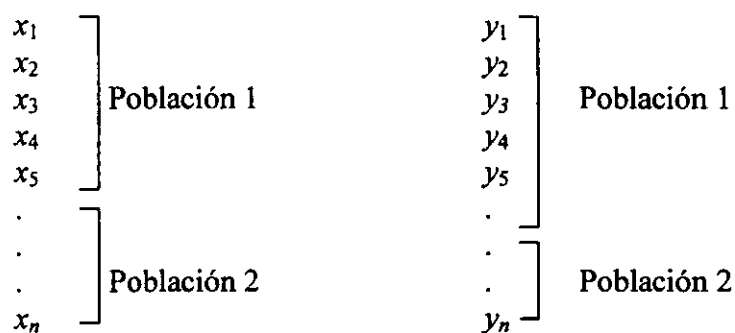 x₁ y₁
x₂ y₂
x₃ Población 1 y₃ Población 1
x₄ y₄
x₅ y₅
. .
. .
. Población 2 . Población 2
xₙ yₙ